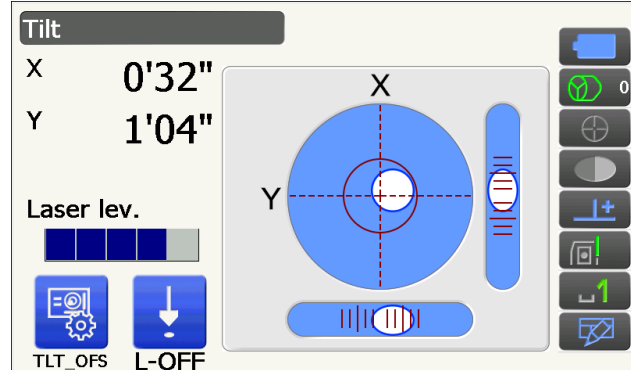 Tilt
X 0'32"
Y 1'04"
X
Y
Laser lev.
TLT_OFS
L-OFF
0
1